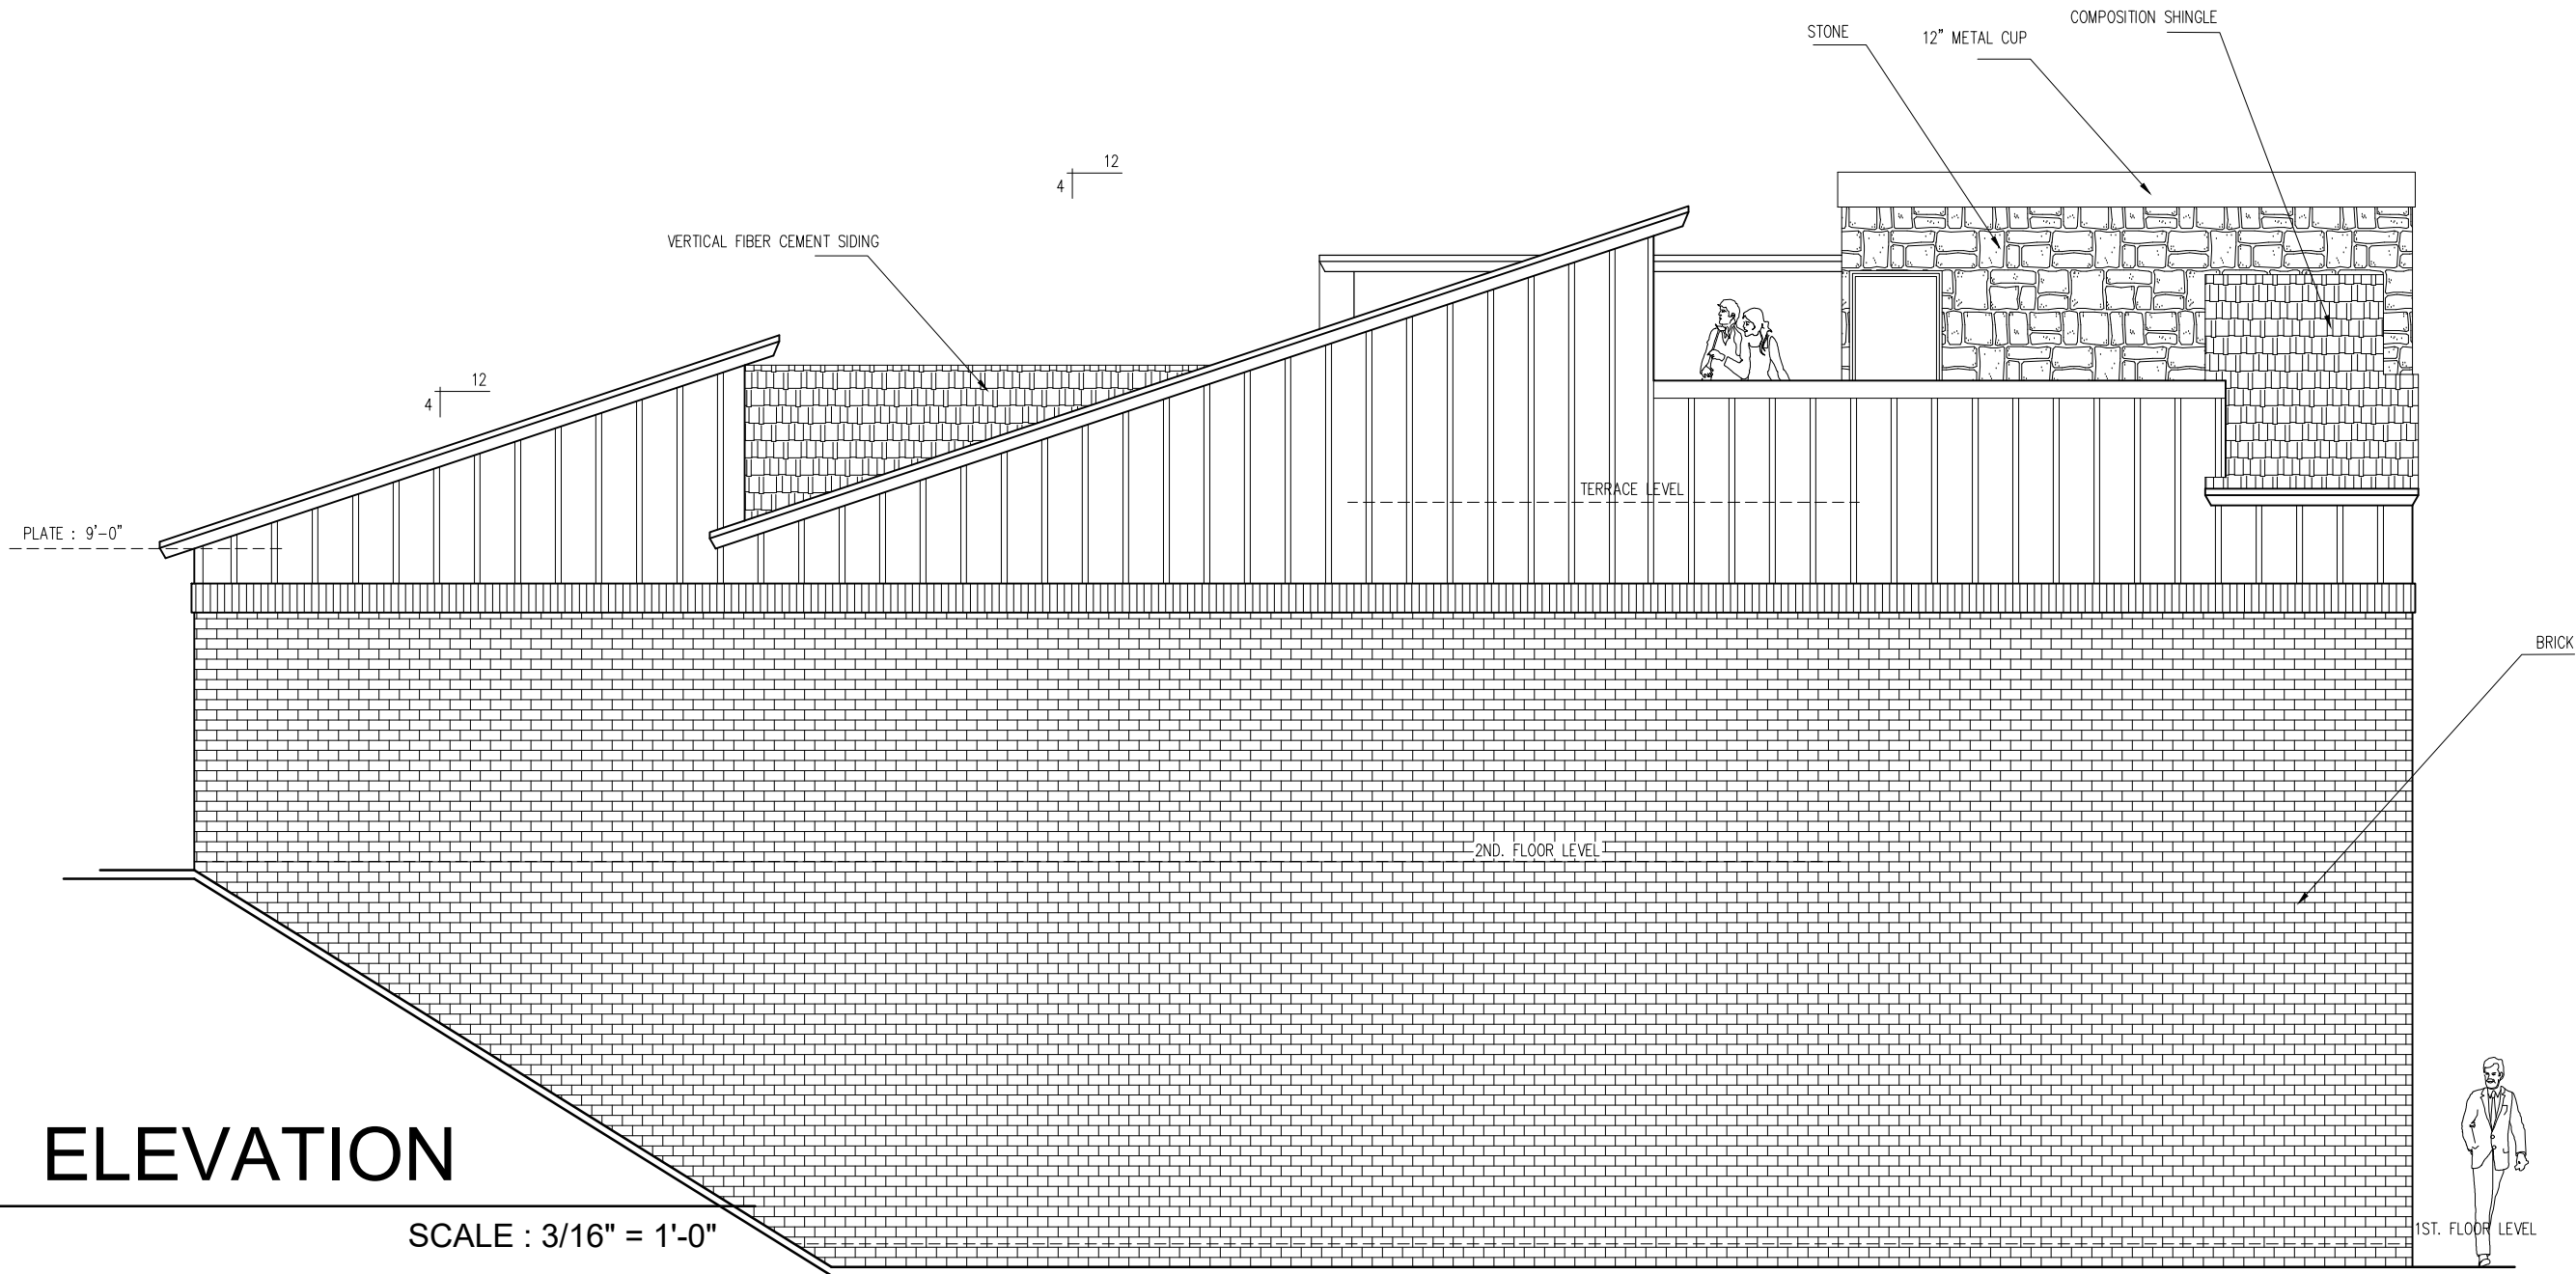 COMPOSITION SHINGLE
STONE
12" METAL CUP
12
4
VERTICAL FIBER CEMENT SIDING
12
4
TERRACE LEVEL
PLATE : 9'-0"
BRICK
2ND. FLOOR LEVEL
ELEVATION
SCALE : 3/16" = 1'-0"
1ST. FLOOR LEVEL